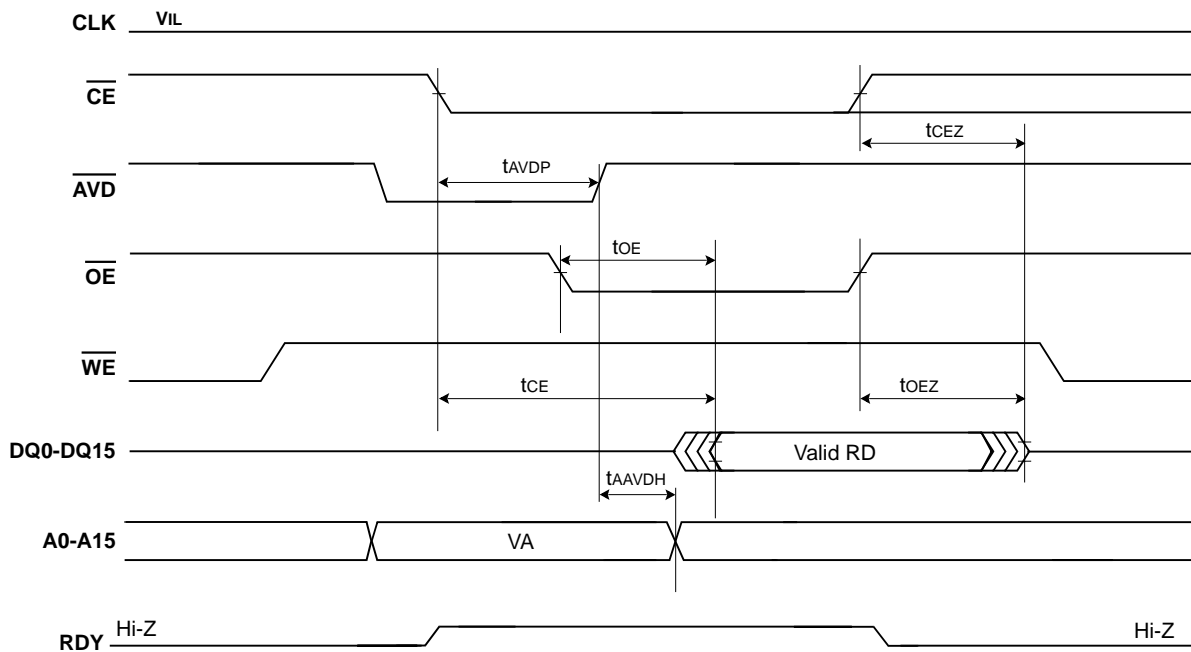 CLK VIL
CE
tCEZ
tAVDP
AVD
tOE
OE
WE
tCE tOEZ
DQ0-DQ15 Valid RD
tAAVDH
A0-A15 VA
RDY Hi-Z Hi-Z